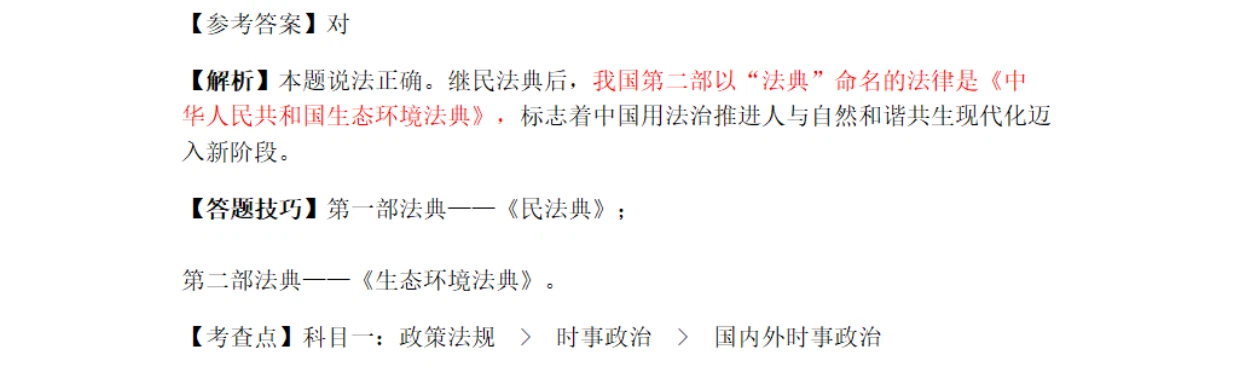 【参考答案】对
【解析】本题说法正确。继民法典后，我国第二部以“法典”命名的法律是《中
华人民共和国生态环境法典》，标志着中国用法治推进人与自然和谐共生现代化迈
入新阶段。
【答题技巧】第一部法典——《民法典》；
第二部法典——《生态环境法典》。
【考查点】科目一：政策法规 > 时事政治 > 国内外时事政治